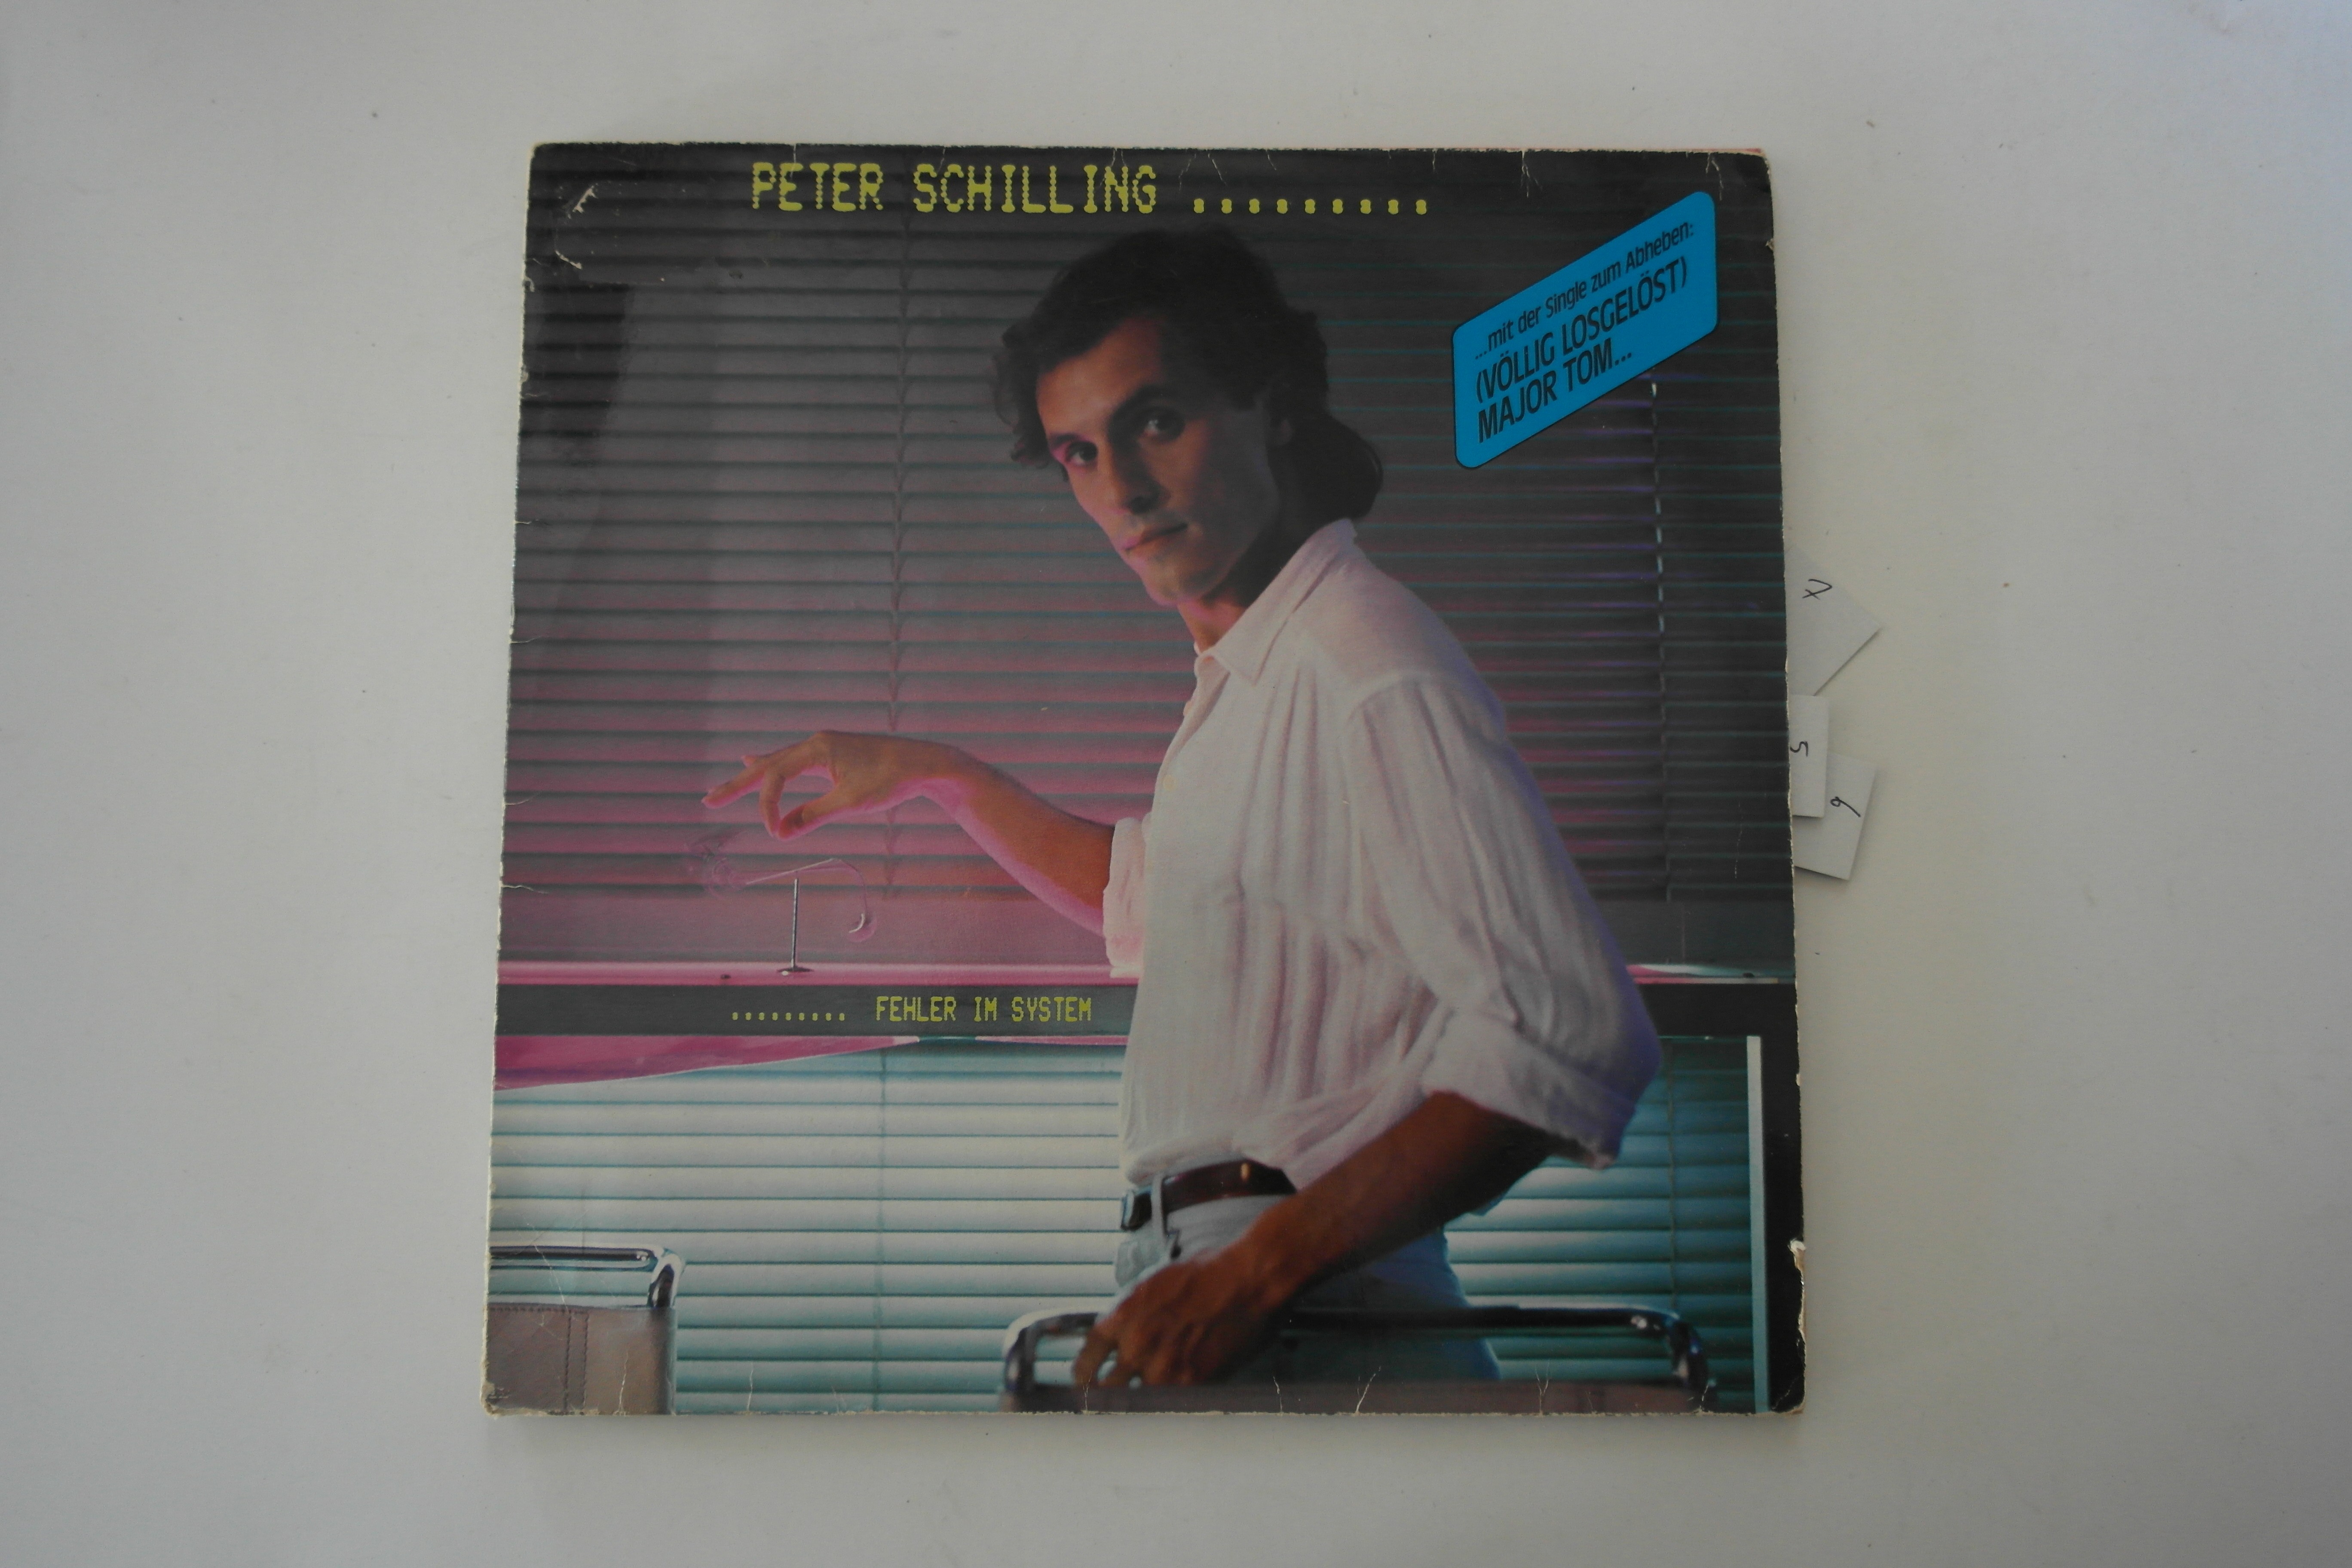 PETER SCHILLING .........
...mit der Single zum Abheben:
(VÖLLIG LOSGELÖST)
MAJOR TOM...
......... FEHLER IM SYSTEM
5
6